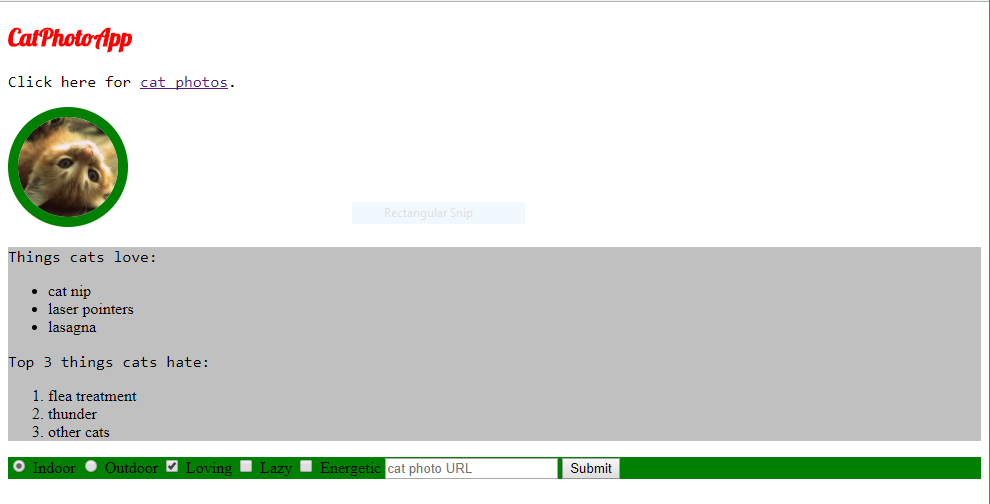 CatPhotoApp
Click here for cat photos.
Rectangular Snip
Things cats love:
• cat nip
• laser pointers
• lasagna
Top 3 things cats hate:
1. flea treatment
2. thunder
3. other cats
Indoor Outdoor Loving Lazy Energetic cat photo URL Submit